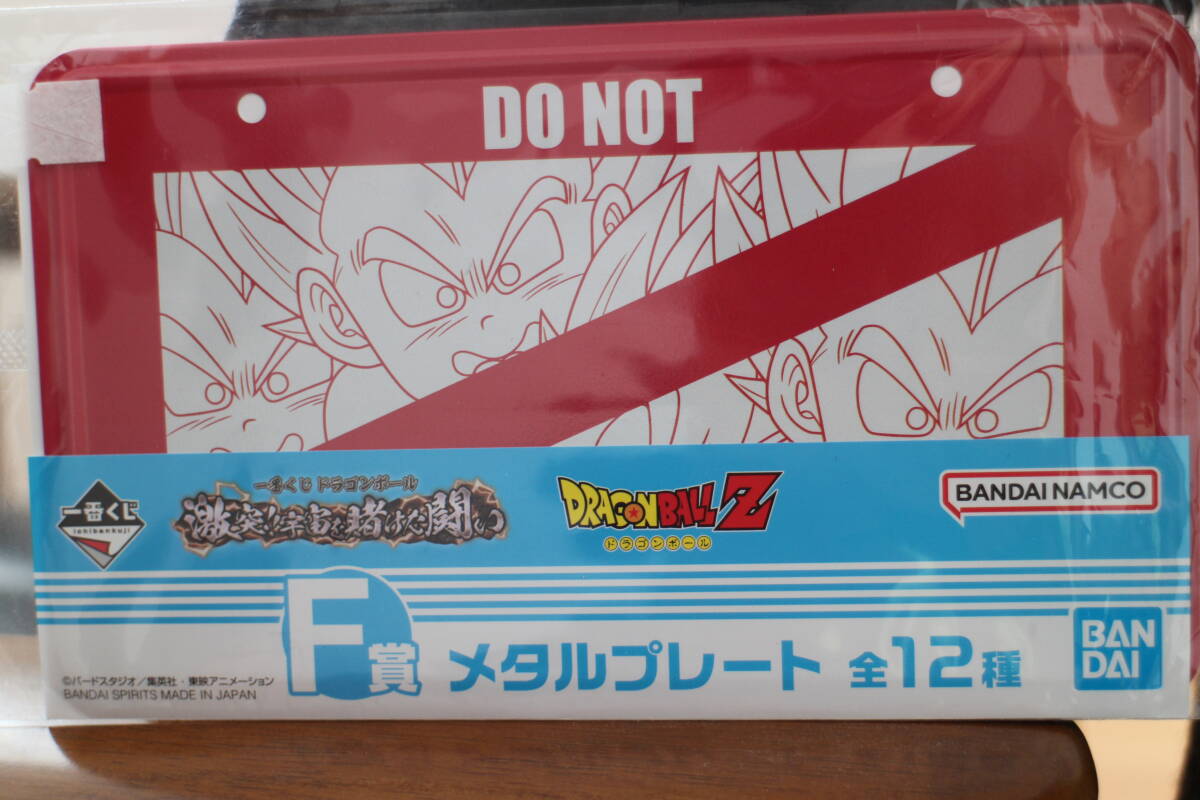 DO NOT
一番くじ
ichibankuji
一番くじ ドラゴンボール
激突!宇宙を賭けた闘い
DRAGONBALL Z
ドラゴンボール
BANDAI NAMCO
F賞 メタルプレート 全12種
BAN
DAI
©バードスタジオ/集英社・東映アニメーション
BANDAI SPIRITS MADE IN JAPAN